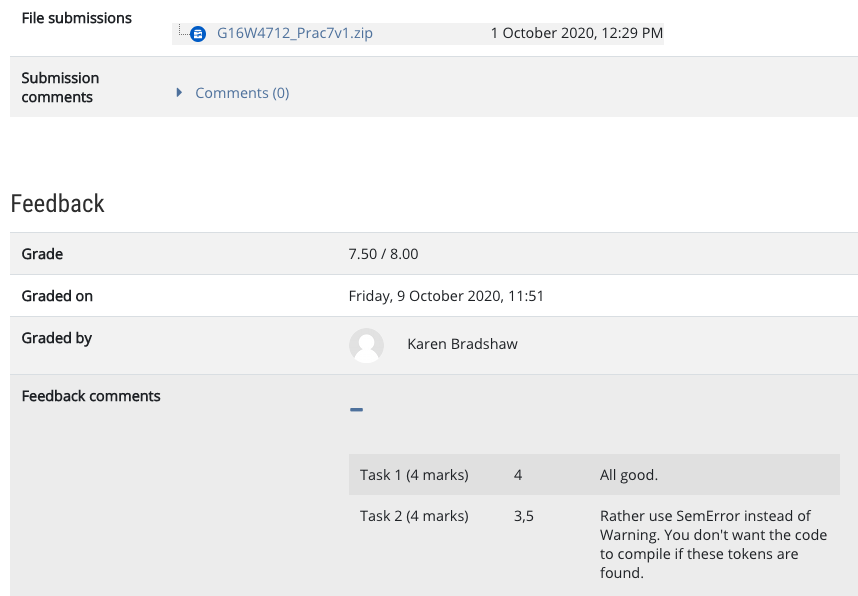 File submissions
G16W4712_Prac7v1.zip 1 October 2020, 12:29 PM
Submission
comments
Comments (0)
Feedback
Grade 7.50 / 8.00
Graded on Friday, 9 October 2020, 11:51
Graded by Karen Bradshaw
Feedback comments
Task 1 (4 marks) 4 All good.
Task 2 (4 marks) 3,5 Rather use SemError instead of
Warning. You don't want the code
to compile if these tokens are
found.